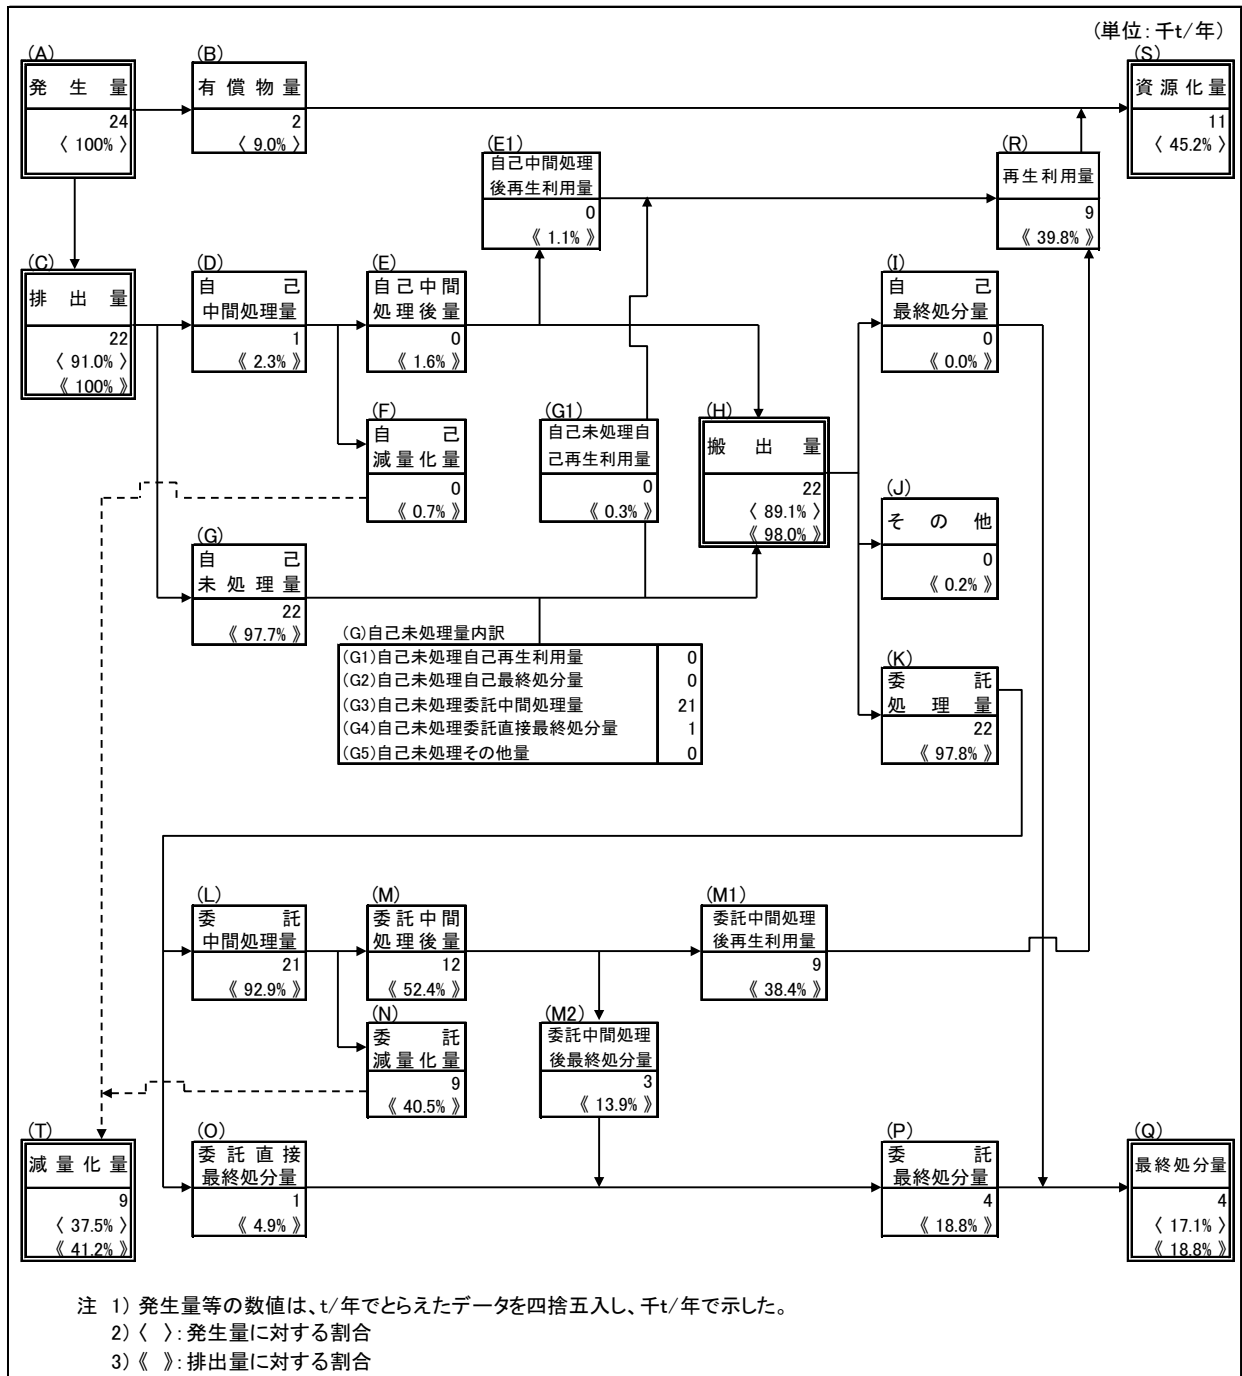 (単位：千t/年)
(A)
発生量
24
〈 100% 〉
(B)
有償物量
2
〈 9.0% 〉
(S)
資源化量
11
〈 45.2% 〉
(E1)
自己中間処理
後再生利用量
0
《 1.1% 》
(R)
再生利用量
9
《 39.8% 》
(C)
排出量
22
〈 91.0% 〉
《 100% 》
(D)
自己
中間処理量
1
《 2.3% 》
(E)
自己中間
処理後量
0
《 1.6% 》
(I)
自己
最終処分量
0
《 0.0% 》
(F)
自己
減量化量
0
《 0.7% 》
(G1)
自己未処理自
己再生利用量
0
《 0.3% 》
(H)
搬出量
22
〈 89.1% 〉
《 98.0% 》
(J)
その他
0
《 0.2% 》
(G)
自己
未処理量
22
《 97.7% 》
(G)自己未処理量内訳
(G1)自己未処理自己再生利用量 0
(G2)自己未処理自己最終処分量 0
(G3)自己未処理委託中間処理量 21
(G4)自己未処理委託直接最終処分量 1
(G5)自己未処理その他量 0
(K)
委託
処理量
22
《 97.8% 》
(L)
委託
中間処理量
21
《 92.9% 》
(M)
委託中間
処理後量
12
《 52.4% 》
(M1)
委託中間処理
後再生利用量
9
《 38.4% 》
(N)
委託
減量化量
9
《 40.5% 》
(M2)
委託中間処理
後最終処分量
3
《 13.9% 》
(T)
減量化量
9
〈 37.5% 〉
《 41.2% 》
(O)
委託直接
最終処分量
1
《 4.9% 》
(P)
委託
最終処分量
4
《 18.8% 》
(Q)
最終処分量
4
〈 17.1% 〉
《 18.8% 》
注 1) 発生量等の数値は、t/年でとらえたデータを四捨五入し、千t/年で示した。
2) 〈 〉：発生量に対する割合
3) 《 》：排出量に対する割合